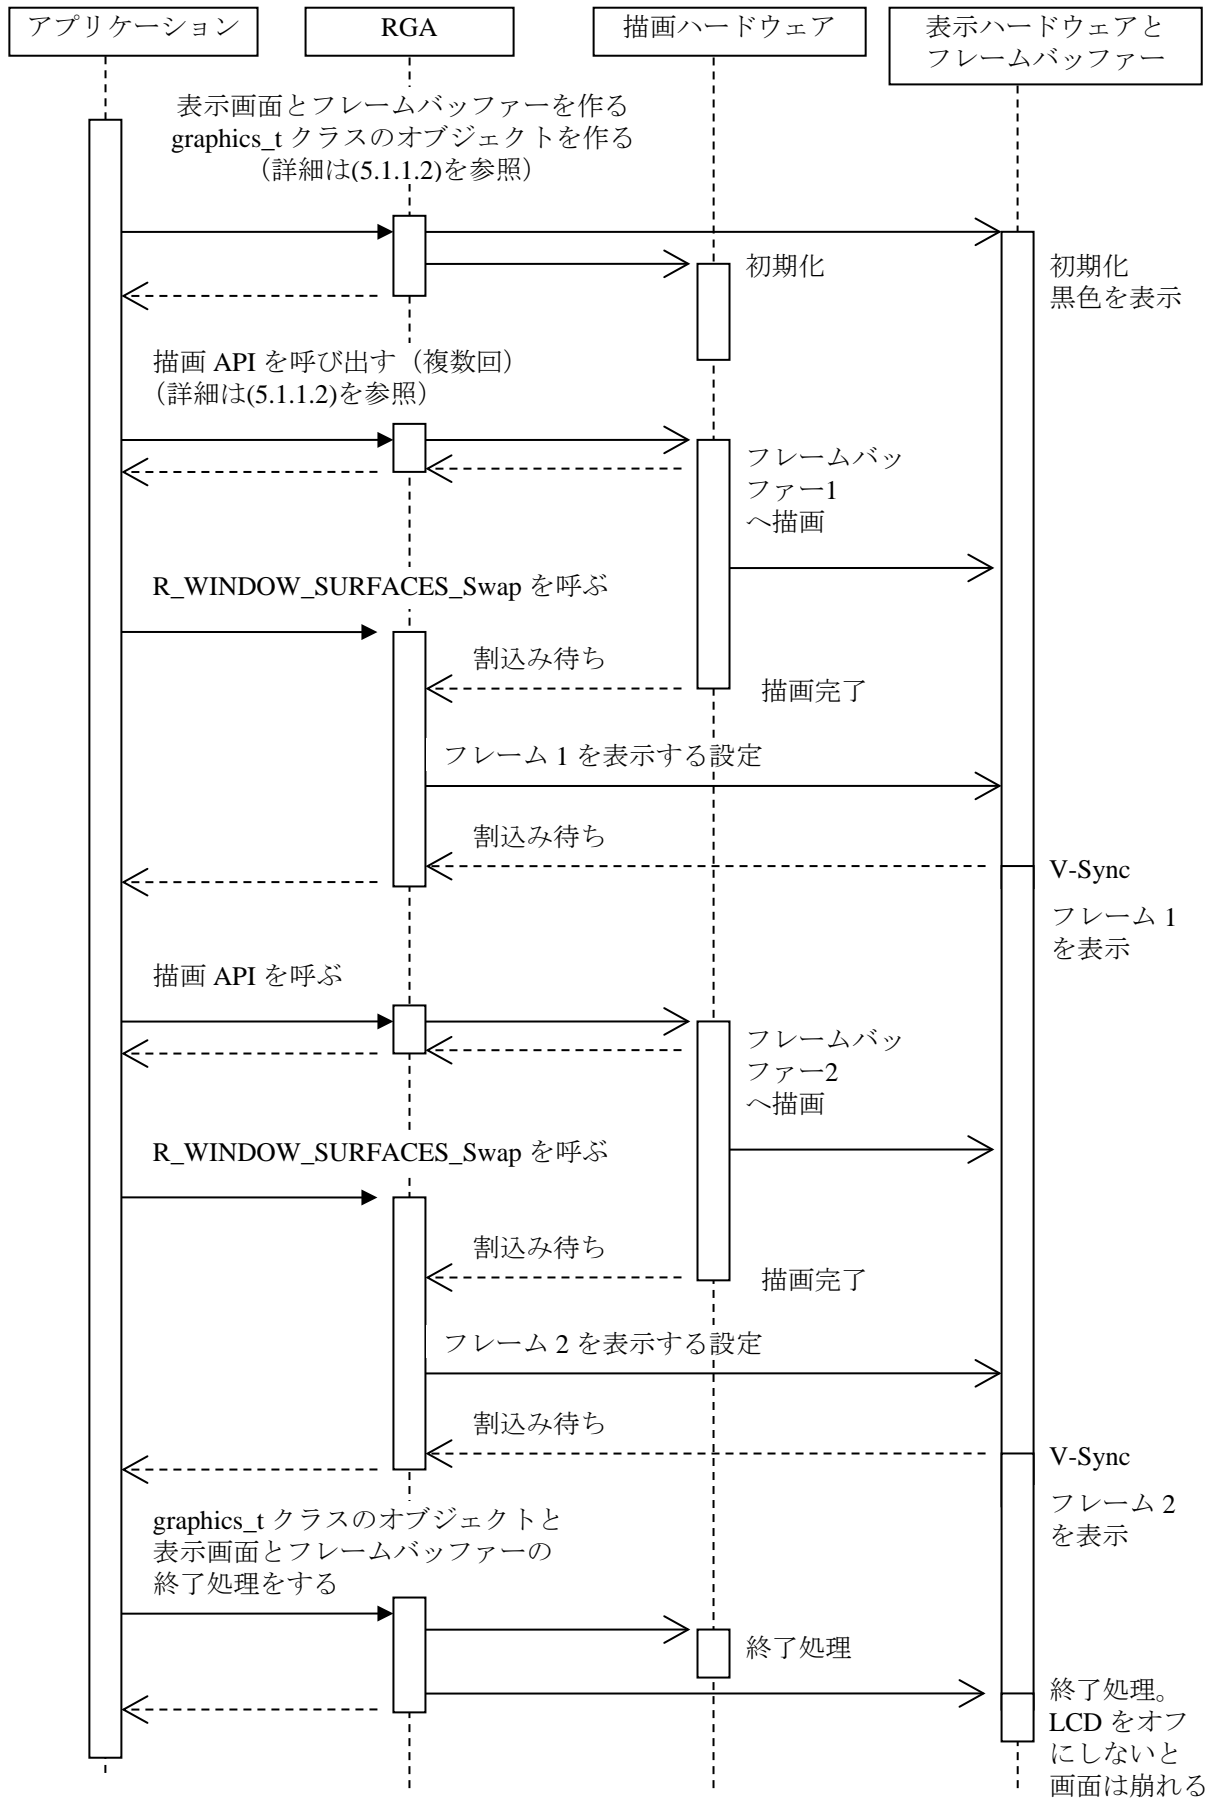 アプリケーション
RGA
描画ハードウェア
表示ハードウェアと
フレームバッファー
表示画面とフレームバッファーを作る
graphics_t クラスのオブジェクトを作る
（詳細は(5.1.1.2)を参照）
初期化
初期化
黒色を表示
描画 API を呼び出す（複数回）
（詳細は(5.1.1.2)を参照）
フレームバッ
ファー1
へ描画
R_WINDOW_SURFACES_Swap を呼ぶ
割込み待ち
描画完了
フレーム 1 を表示する設定
割込み待ち
V-Sync
フレーム 1
を表示
描画 API を呼ぶ
フレームバッ
ファー2
へ描画
R_WINDOW_SURFACES_Swap を呼ぶ
割込み待ち
描画完了
フレーム 2 を表示する設定
割込み待ち
V-Sync
フレーム 2
を表示
graphics_t クラスのオブジェクトと
表示画面とフレームバッファーの
終了処理をする
終了処理
終了処理。
LCD をオフ
にしないと
画面は崩れる